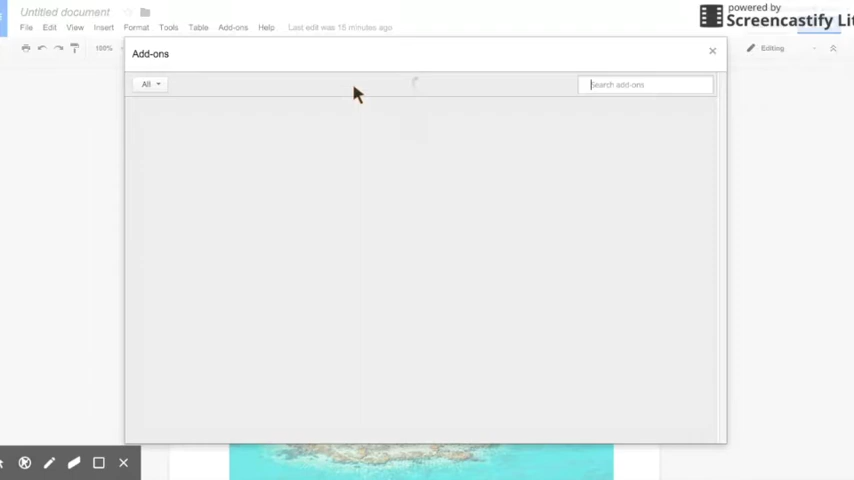 Untitled document
powered by
Screencastify Lit
File Edit View Insert Format Tools Table Add-ons Help Last edit was 16 minutes ago
100%
Editing
Add-ons
All
Search add-ons